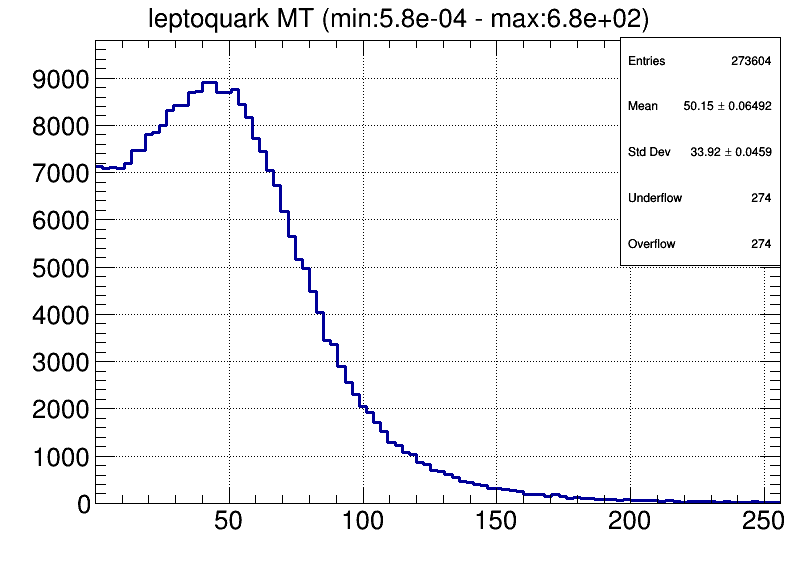 leptoquark MT (min:5.8e-04 - max:6.8e+02)
Entries 273604
Mean 50.15 ± 0.06492
Std Dev 33.92 ± 0.0459
Underflow 274
Overflow 274
9000
8000
7000
6000
5000
4000
3000
2000
1000
0
50 100 150 200 250